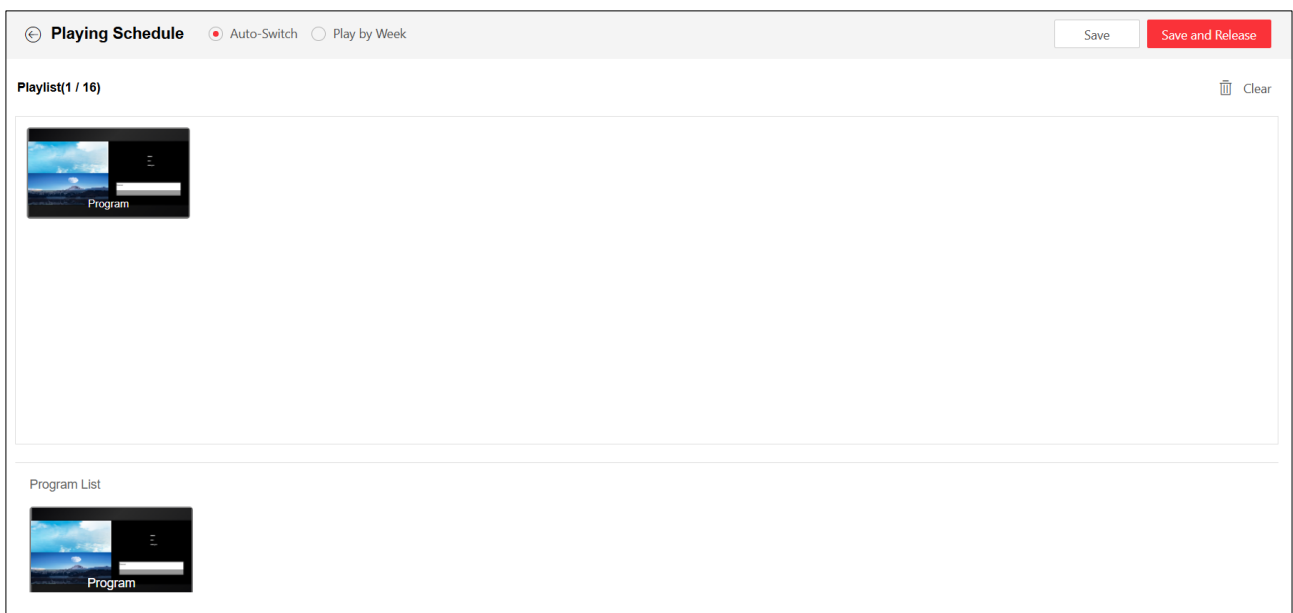 Playing Schedule Auto-Switch Play by Week Save Save and Release
Playlist(1 / 16) Clear
Program
Program List
Program